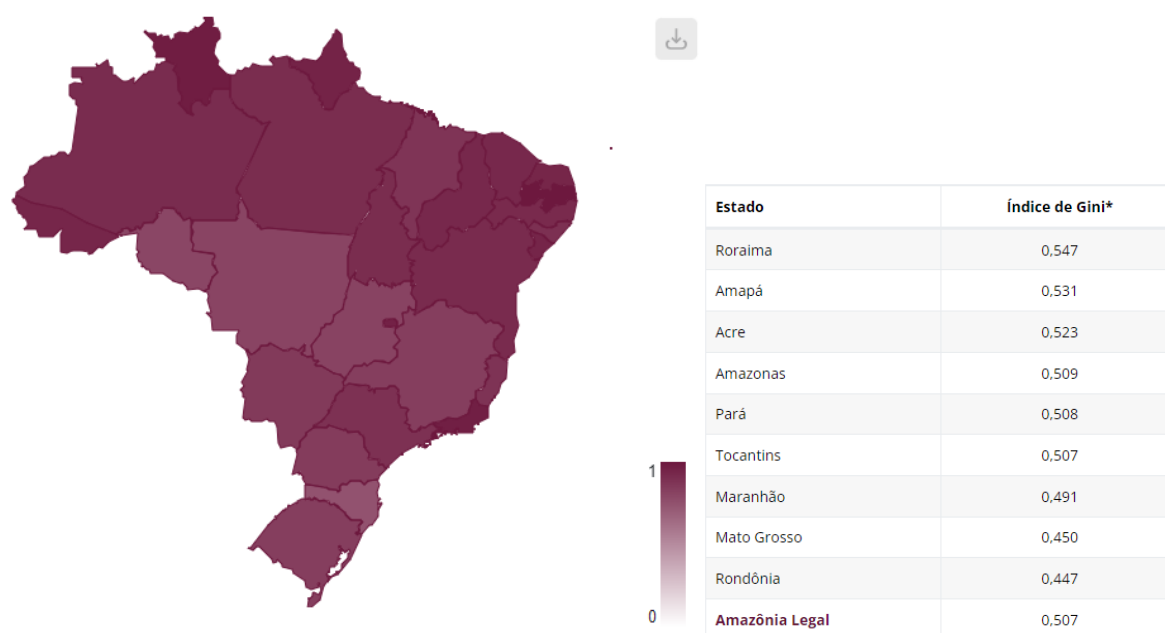 Estado Índice de Gini*
Roraima 0,547
Amapá 0,531
Acre 0,523
Amazonas 0,509
Pará 0,508
Tocantins 0,507
Maranhão 0,491
Mato Grosso 0,450
Rondônia 0,447
Amazônia Legal 0,507
1
0